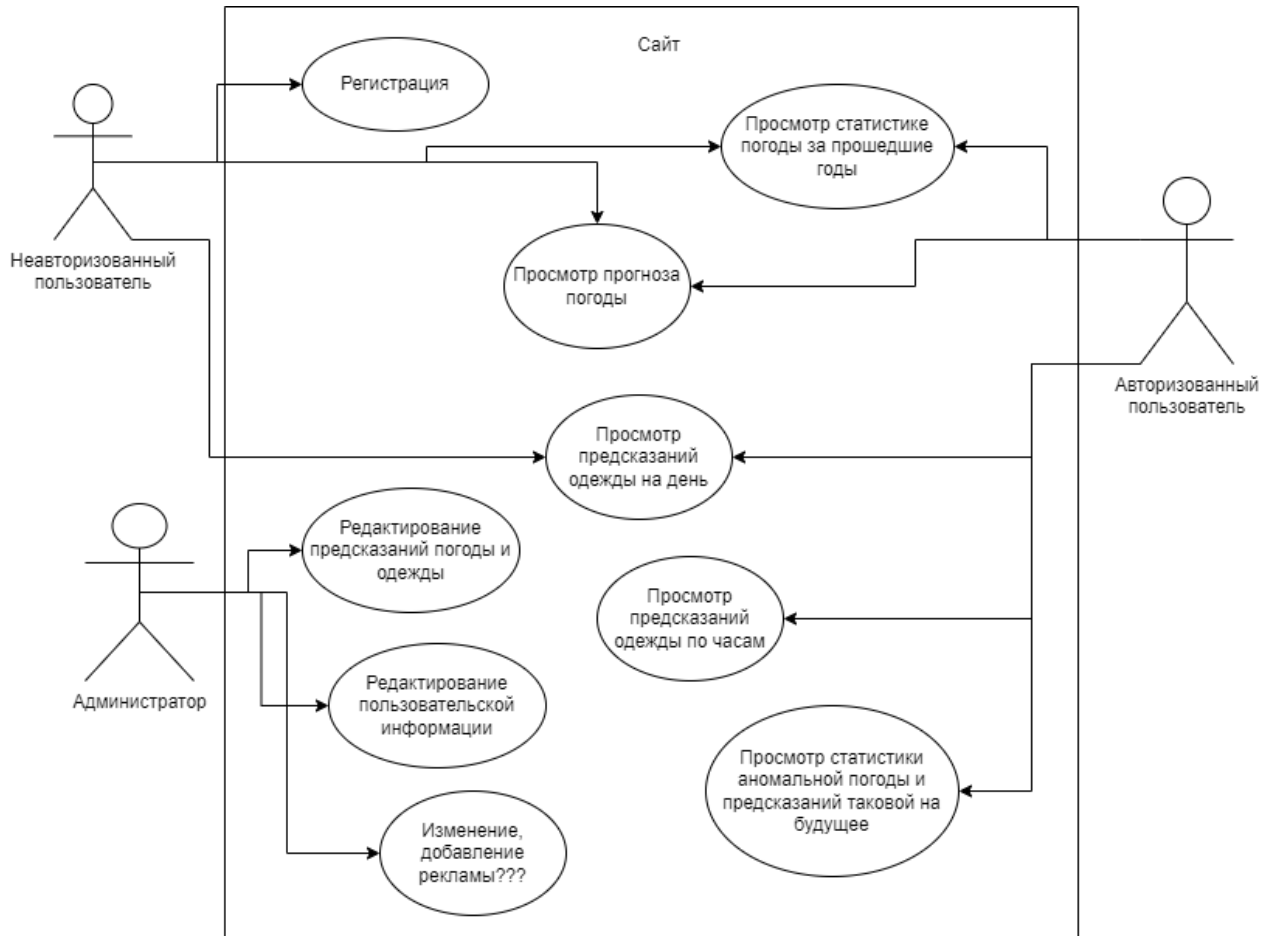 Сайт
Регистрация
Просмотр статистике
погоды за прошедшие
годы
Неавторизованный
пользователь
Просмотр прогноза
погоды
Авторизованный
пользователь
Просмотр
предсказаний
одежды на день
Редактирование
предсказаний погоды и
одежды
Просмотр
предсказаний
одежды по часам
Администратор
Редактирование
пользовательской
информации
Просмотр статистики
аномальной погоды и
предсказаний таковой на
будущее
Изменение,
добавление
рекламы???